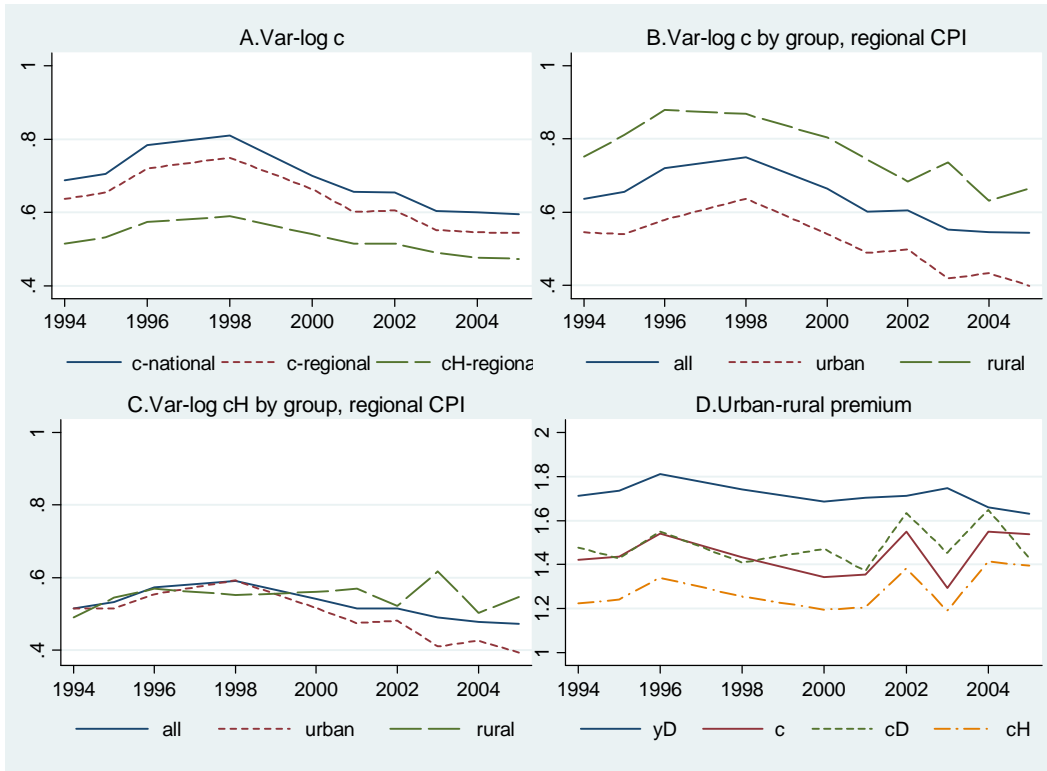 A.Var-log c
1
.8
.6
.4
1994 1996 1998 2000 2002 2004
c-national c-regional cH-regiona
B.Var-log c by group, regional CPI
1
.8
.6
.4
1994 1996 1998 2000 2002 2004
all urban rural
C.Var-log cH by group, regional CPI
1
.8
.6
.4
1994 1996 1998 2000 2002 2004
all urban rural
D.Urban-rural premium
2
1.8
1.6
1.4
1.2
1
1994 1996 1998 2000 2002 2004
yD c cD cH